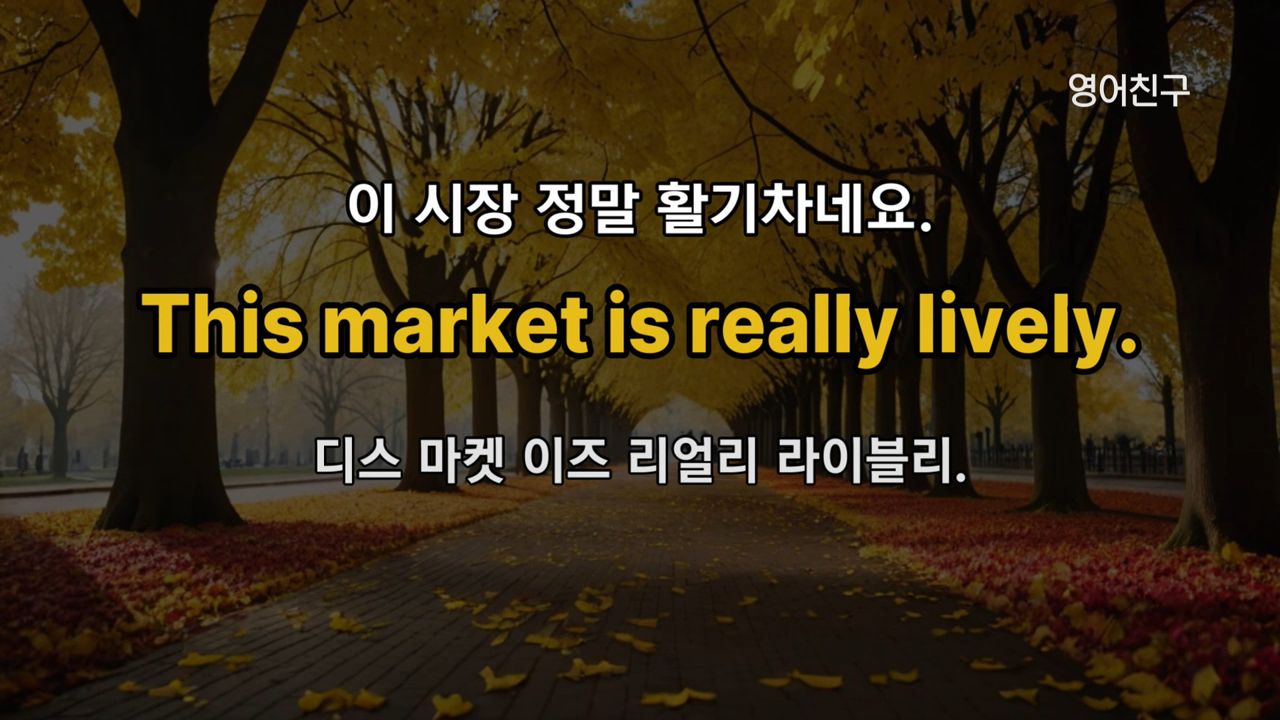 영어친구
이 시장 정말 활기차네요.
This market is really lively.
디스 마켓 이즈 리얼리 라이블리.